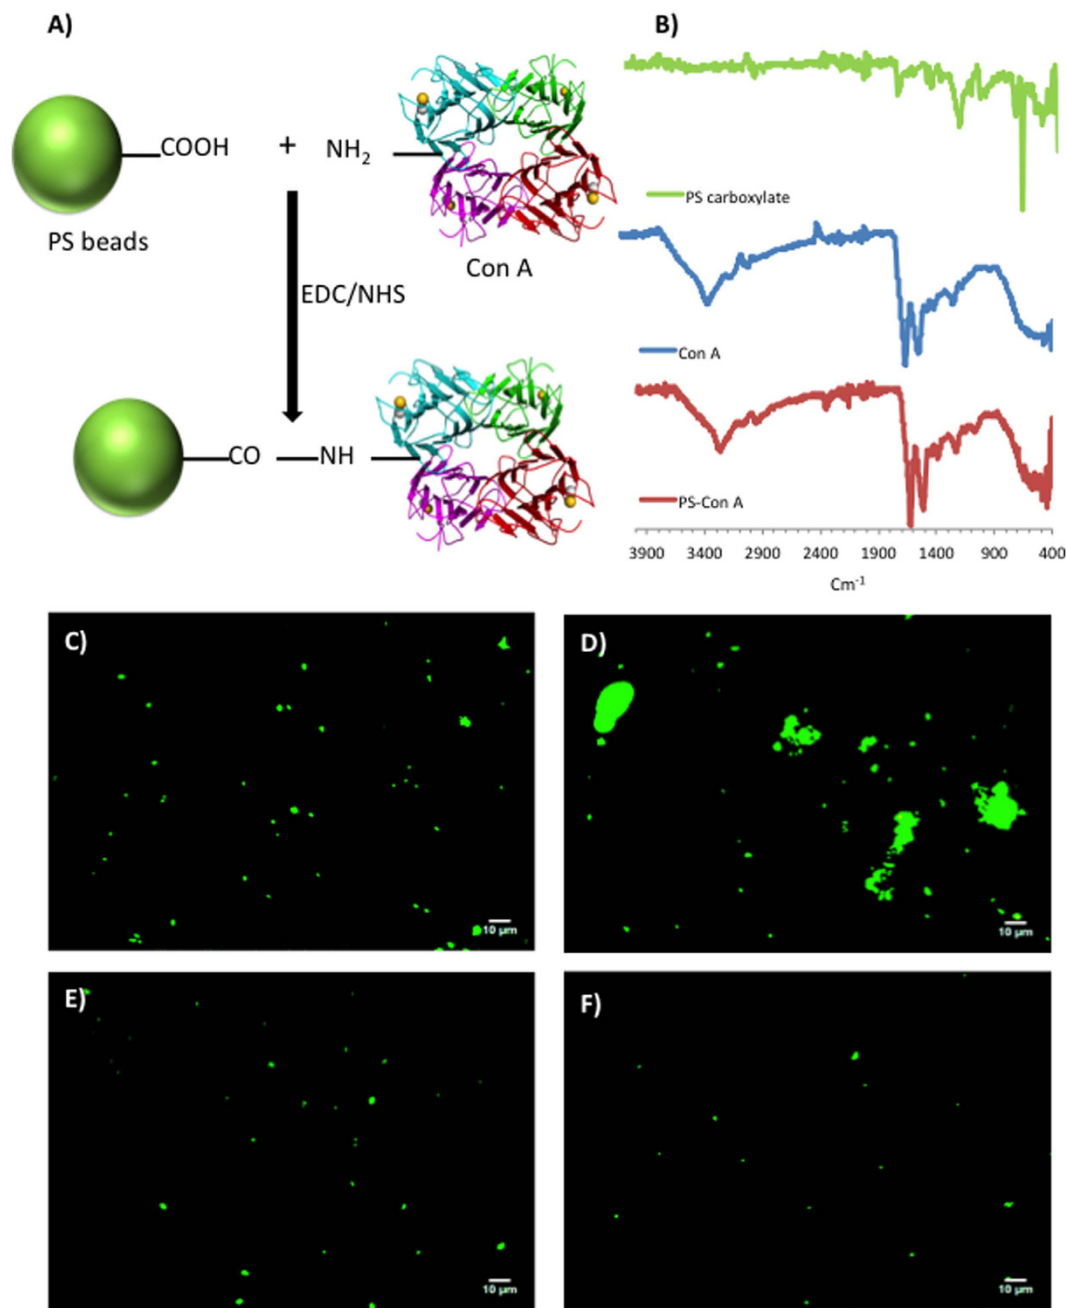 A)
COOH
+
NH₂
PS beads
Con A
EDC/NHS
CO
NH
B)
PS carboxylate
Con A
PS-Con A
3900 3400 2900 2400 1900 1400 900 400
Cm⁻¹
C)
10 µm
D)
10 µm
E)
10 µm
F)
10 µm